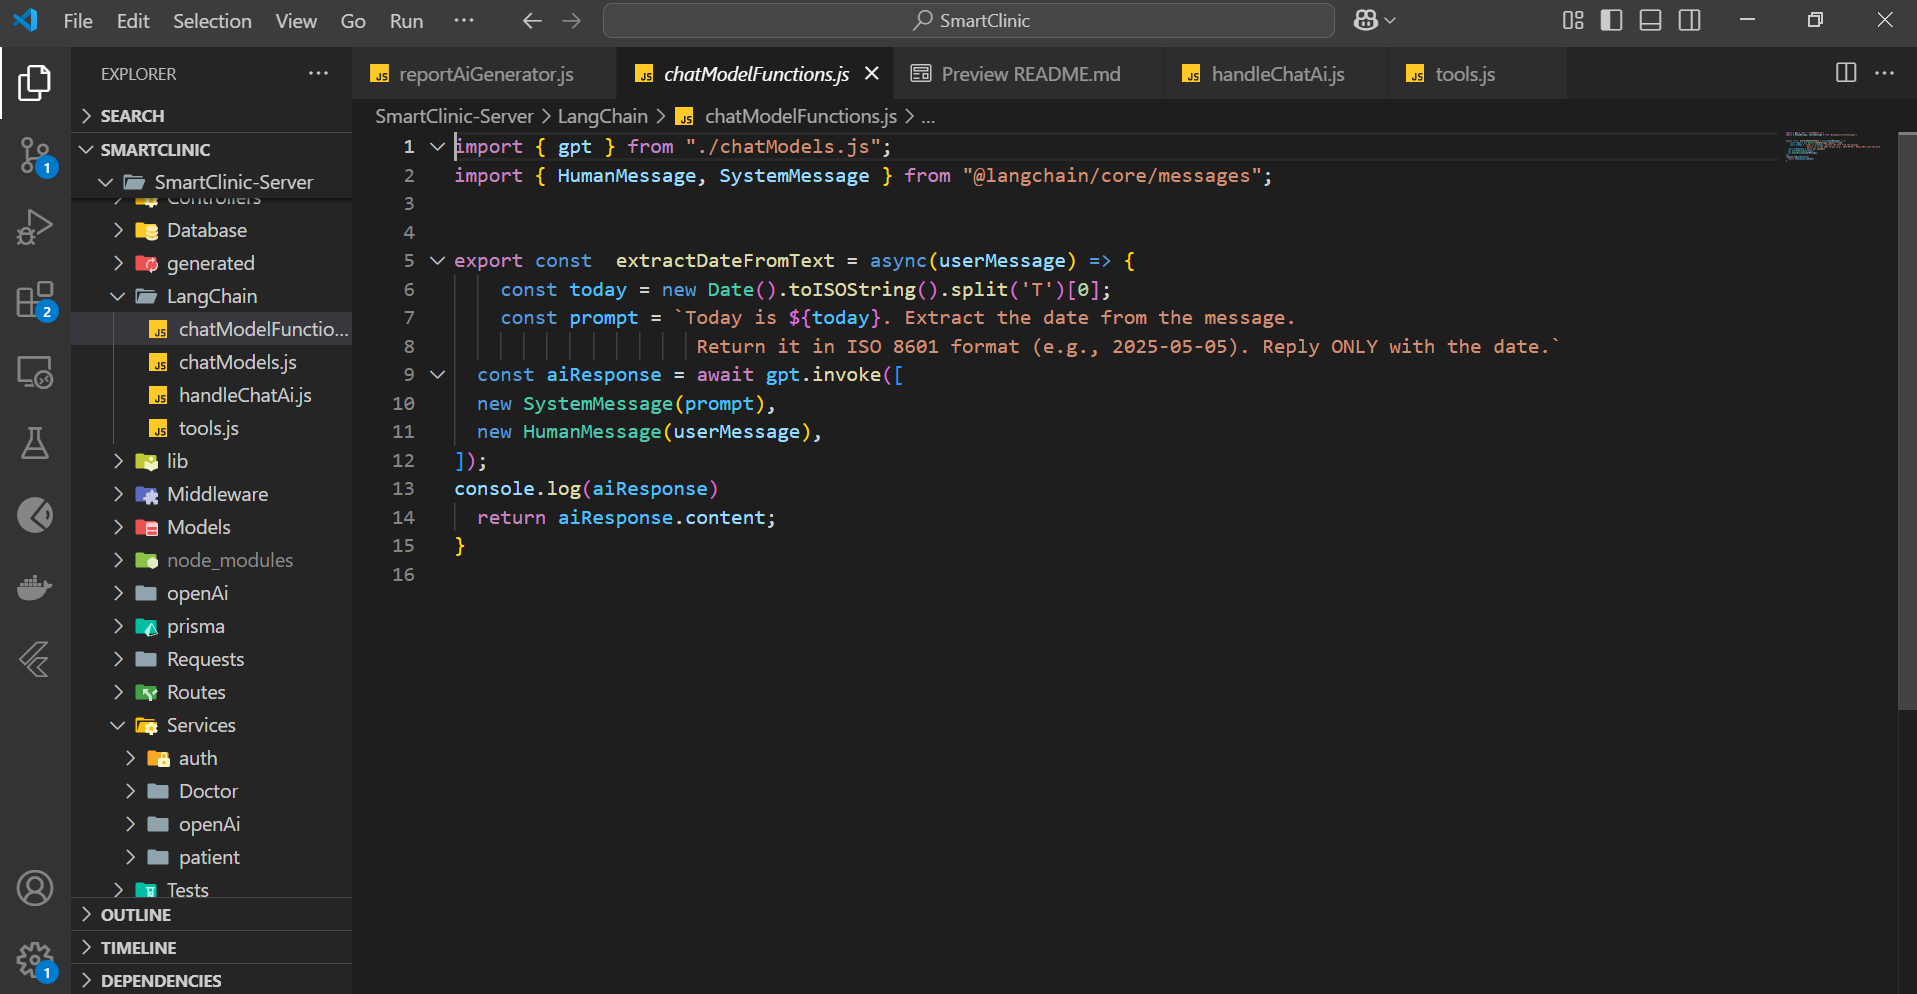 File Edit Selection View Go Run ··· SmartClinic
EXPLORER ···
SEARCH
SMARTCLINIC
SmartClinic-Server
Controllers
Database
generated
LangChain
chatModelFunctio...
chatModels.js
handleChatAi.js
tools.js
lib
Middleware
Models
node_modules
openAi
prisma
Requests
Routes
Services
auth
Doctor
openAi
patient
Tests
OUTLINE
TIMELINE
DEPENDENCIES
1
2
1
JS reportAiGenerator.js JS chatModelFunctions.js Preview README.md JS handleChatAi.js JS tools.js ···
SmartClinic-Server > LangChain > JS chatModelFunctions.js > ...
1 import { gpt } from "./chatModels.js";
2 import { HumanMessage, SystemMessage } from "@langchain/core/messages";
3
4
5 export const  extractDateFromText = async(userMessage) => {
6     const today = new Date().toISOString().split('T')[0];
7     const prompt = `Today is ${today}. Extract the date from the message.
8                      Return it in ISO 8601 format (e.g., 2025-05-05). Reply ONLY with the date.`
9   const aiResponse = await gpt.invoke([
10   new SystemMessage(prompt),
11   new HumanMessage(userMessage),
12 ]);
13 console.log(aiResponse)
14   return aiResponse.content;
15 }
16